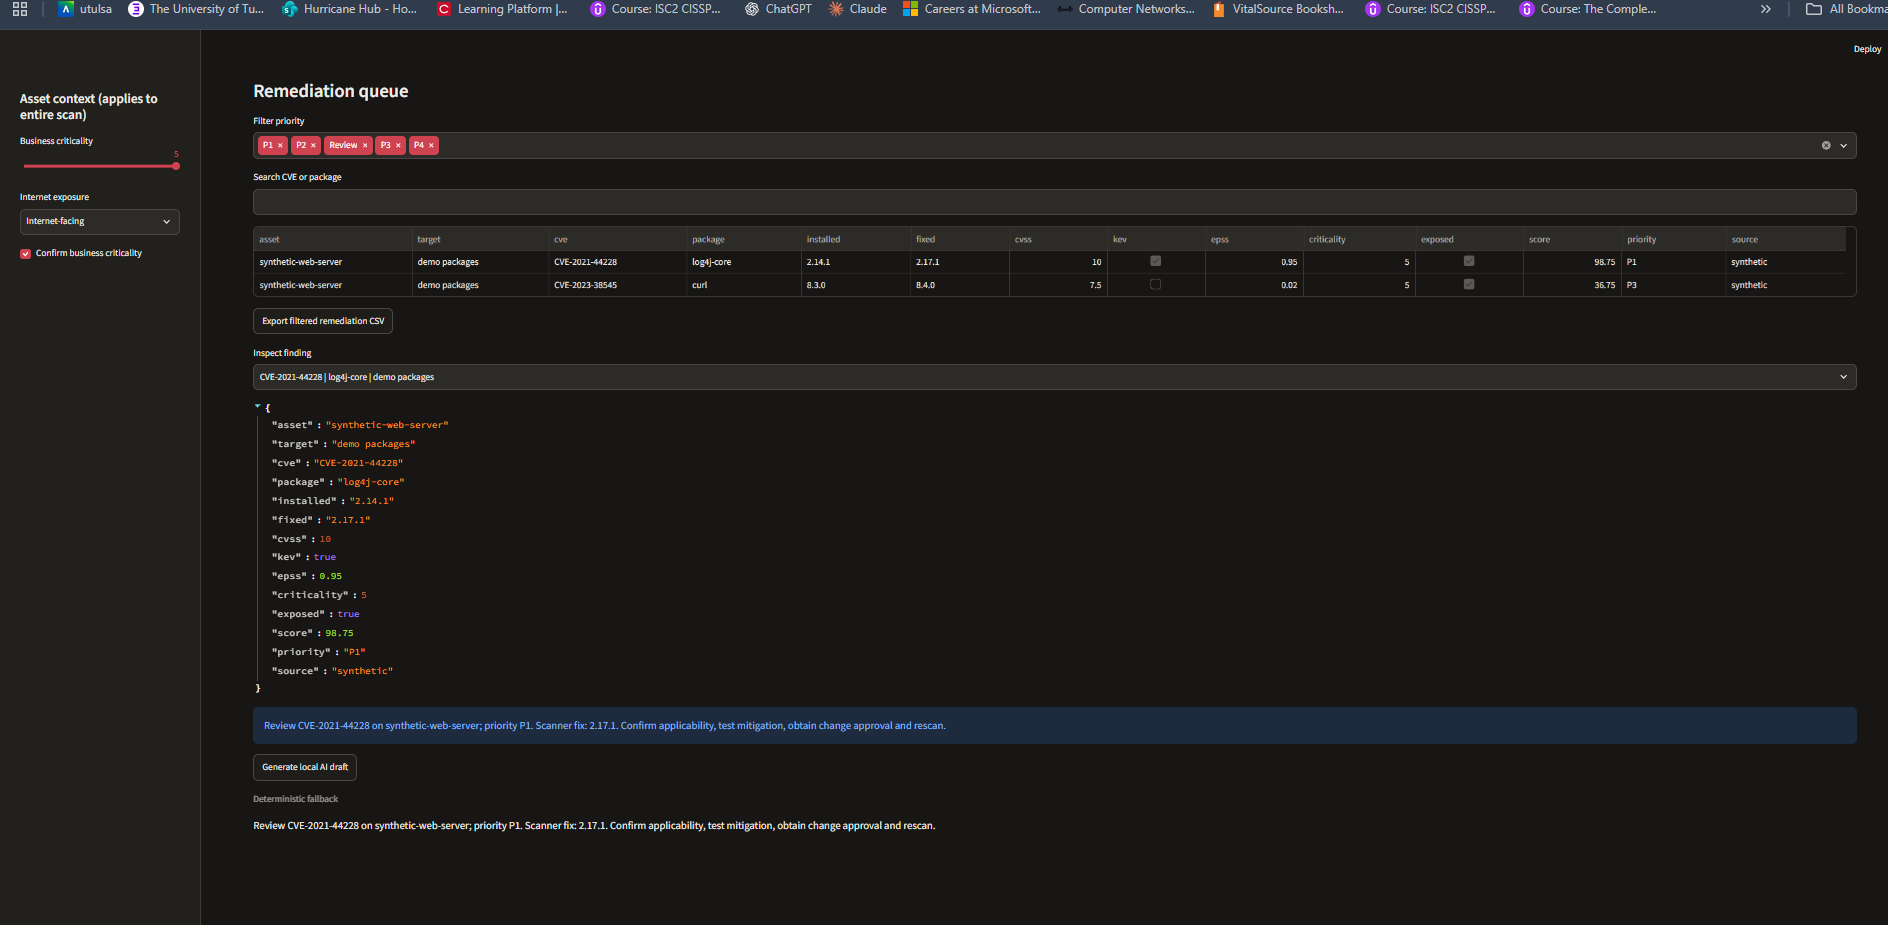 utulsa The University of Tu... Hurricane Hub - Ho... Learning Platform |... Course: ISC2 CISSP... ChatGPT Claude Careers at Microsoft... Computer Networks... VitalSource Booksh... Course: ISC2 CISSP... Course: The Comple... » All Bookma
Deploy
Asset context (applies to
entire scan)
Business criticality
5
Internet exposure
Internet-facing
Confirm business criticality
Remediation queue
Filter priority
P1 × P2 × Review × P3 × P4 ×
Search CVE or package
asset target cve package installed fixed cvss kev epss criticality exposed score priority source
synthetic-web-server demo packages CVE-2021-44228 log4j-core 2.14.1 2.17.1 10 0.95 5 98.75 P1 synthetic
synthetic-web-server demo packages CVE-2023-38545 curl 8.3.0 8.4.0 7.5 0.02 5 36.75 P3 synthetic
Export filtered remediation CSV
Inspect finding
CVE-2021-44228 | log4j-core | demo packages
{
"asset" : "synthetic-web-server"
"target" : "demo packages"
"cve" : "CVE-2021-44228"
"package" : "log4j-core"
"installed" : "2.14.1"
"fixed" : "2.17.1"
"cvss" : 10
"kev" : true
"epss" : 0.95
"criticality" : 5
"exposed" : true
"score" : 98.75
"priority" : "P1"
"source" : "synthetic"
}
Review CVE-2021-44228 on synthetic-web-server; priority P1. Scanner fix: 2.17.1. Confirm applicability, test mitigation, obtain change approval and rescan.
Generate local AI draft
Deterministic fallback
Review CVE-2021-44228 on synthetic-web-server; priority P1. Scanner fix: 2.17.1. Confirm applicability, test mitigation, obtain change approval and rescan.